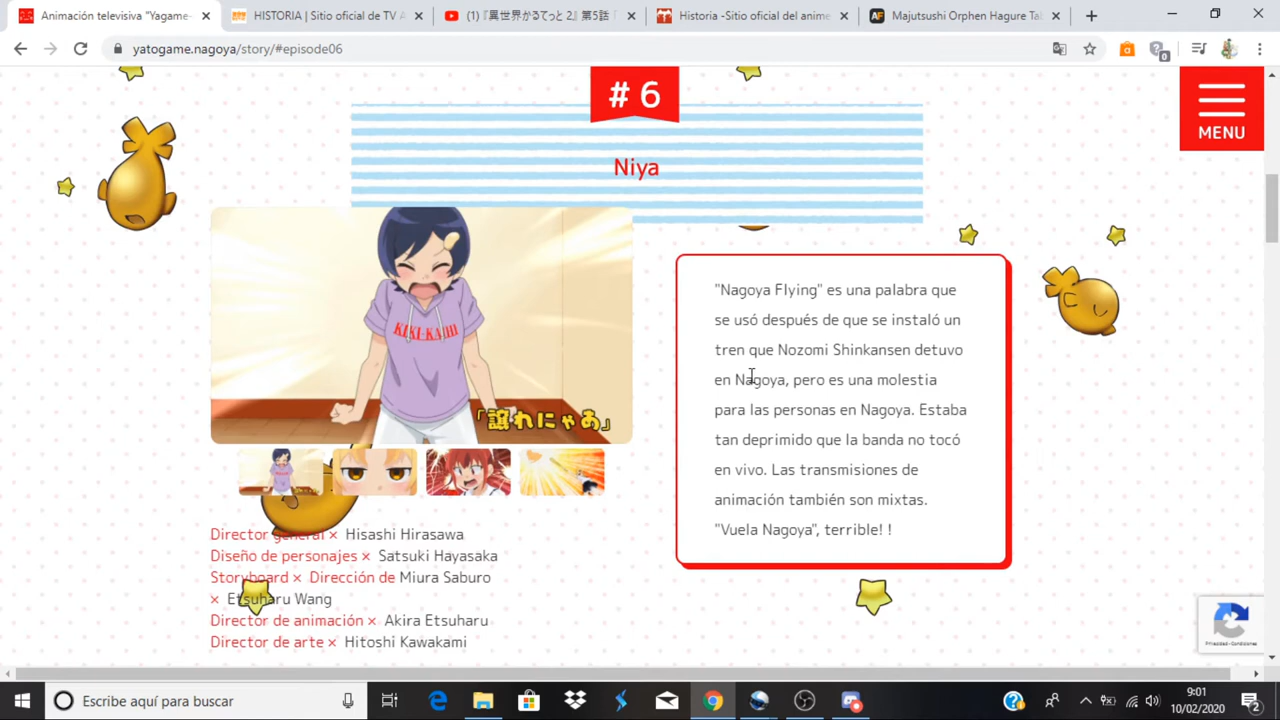 Animación televisiva "Yagame-
HISTORIA | Sitio oficial de TV A
(1)『異世界かるてっと 2』第5話「
Historia -Sitio oficial del anime
Majutsushi Orphen Hagure Tab
yatogame.nagoya/story/#episode06
# 6
MENU
Niya
KIKI-KAIKI
「譲れにゃあ」
"Nagoya Flying" es una palabra que
se usó después de que se instaló un
tren que Nozomi Shinkansen detuvo
en Nagoya, pero es una molestia
para las personas en Nagoya. Estaba
tan deprimido que la banda no tocó
en vivo. Las transmisiones de
animación también son mixtas.
"Vuela Nagoya", terrible! !
Director general × Hisashi Hirasawa
Diseño de personajes × Satsuki Hayasaka
Storyboard × Dirección de Miura Saburo
× Etsuharu Wang
Director de animación × Akira Etsuharu
Director de arte × Hitoshi Kawakami
Privacidad - Condiciones
Escribe aquí para buscar
9:01
10/02/2020
2